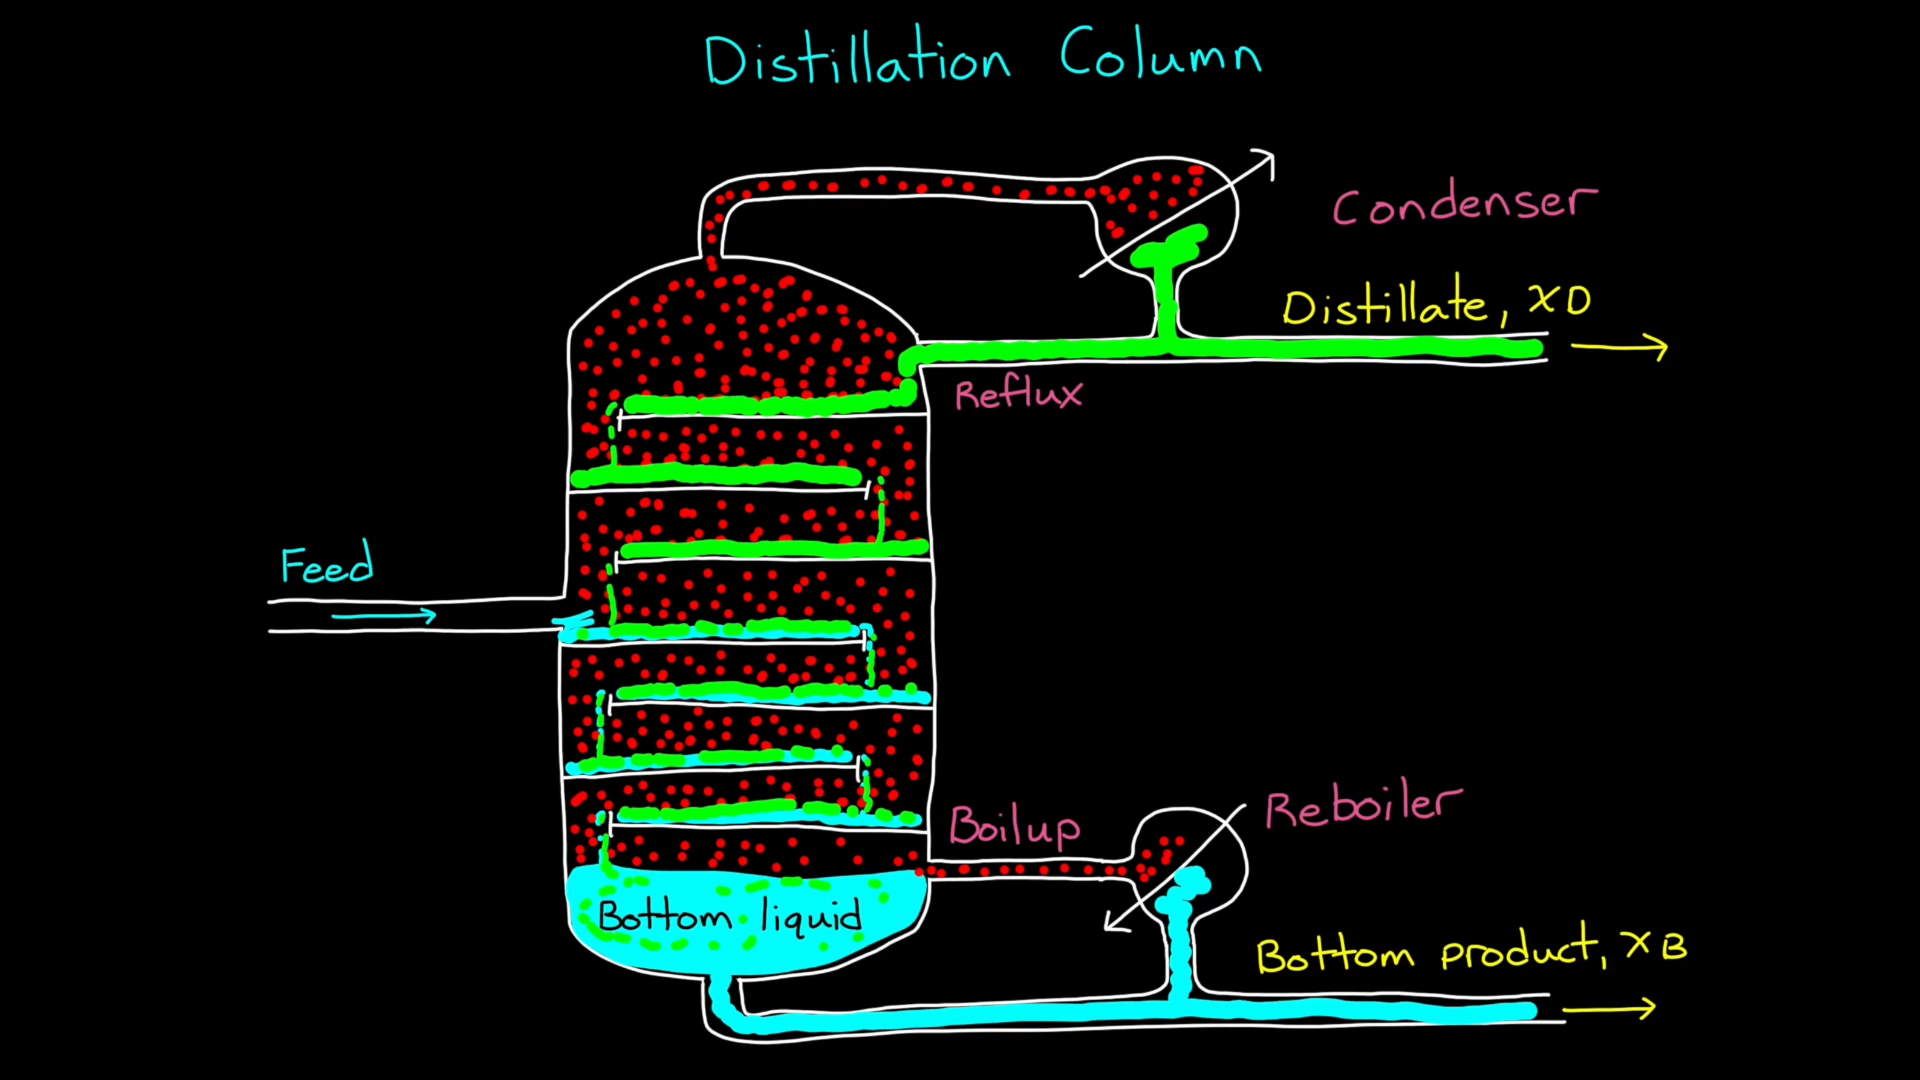 Distillation Column
Condenser
Distillate, XD
Reflux
Feed
Boilup
Reboiler
Bottom liquid
Bottom product, XB